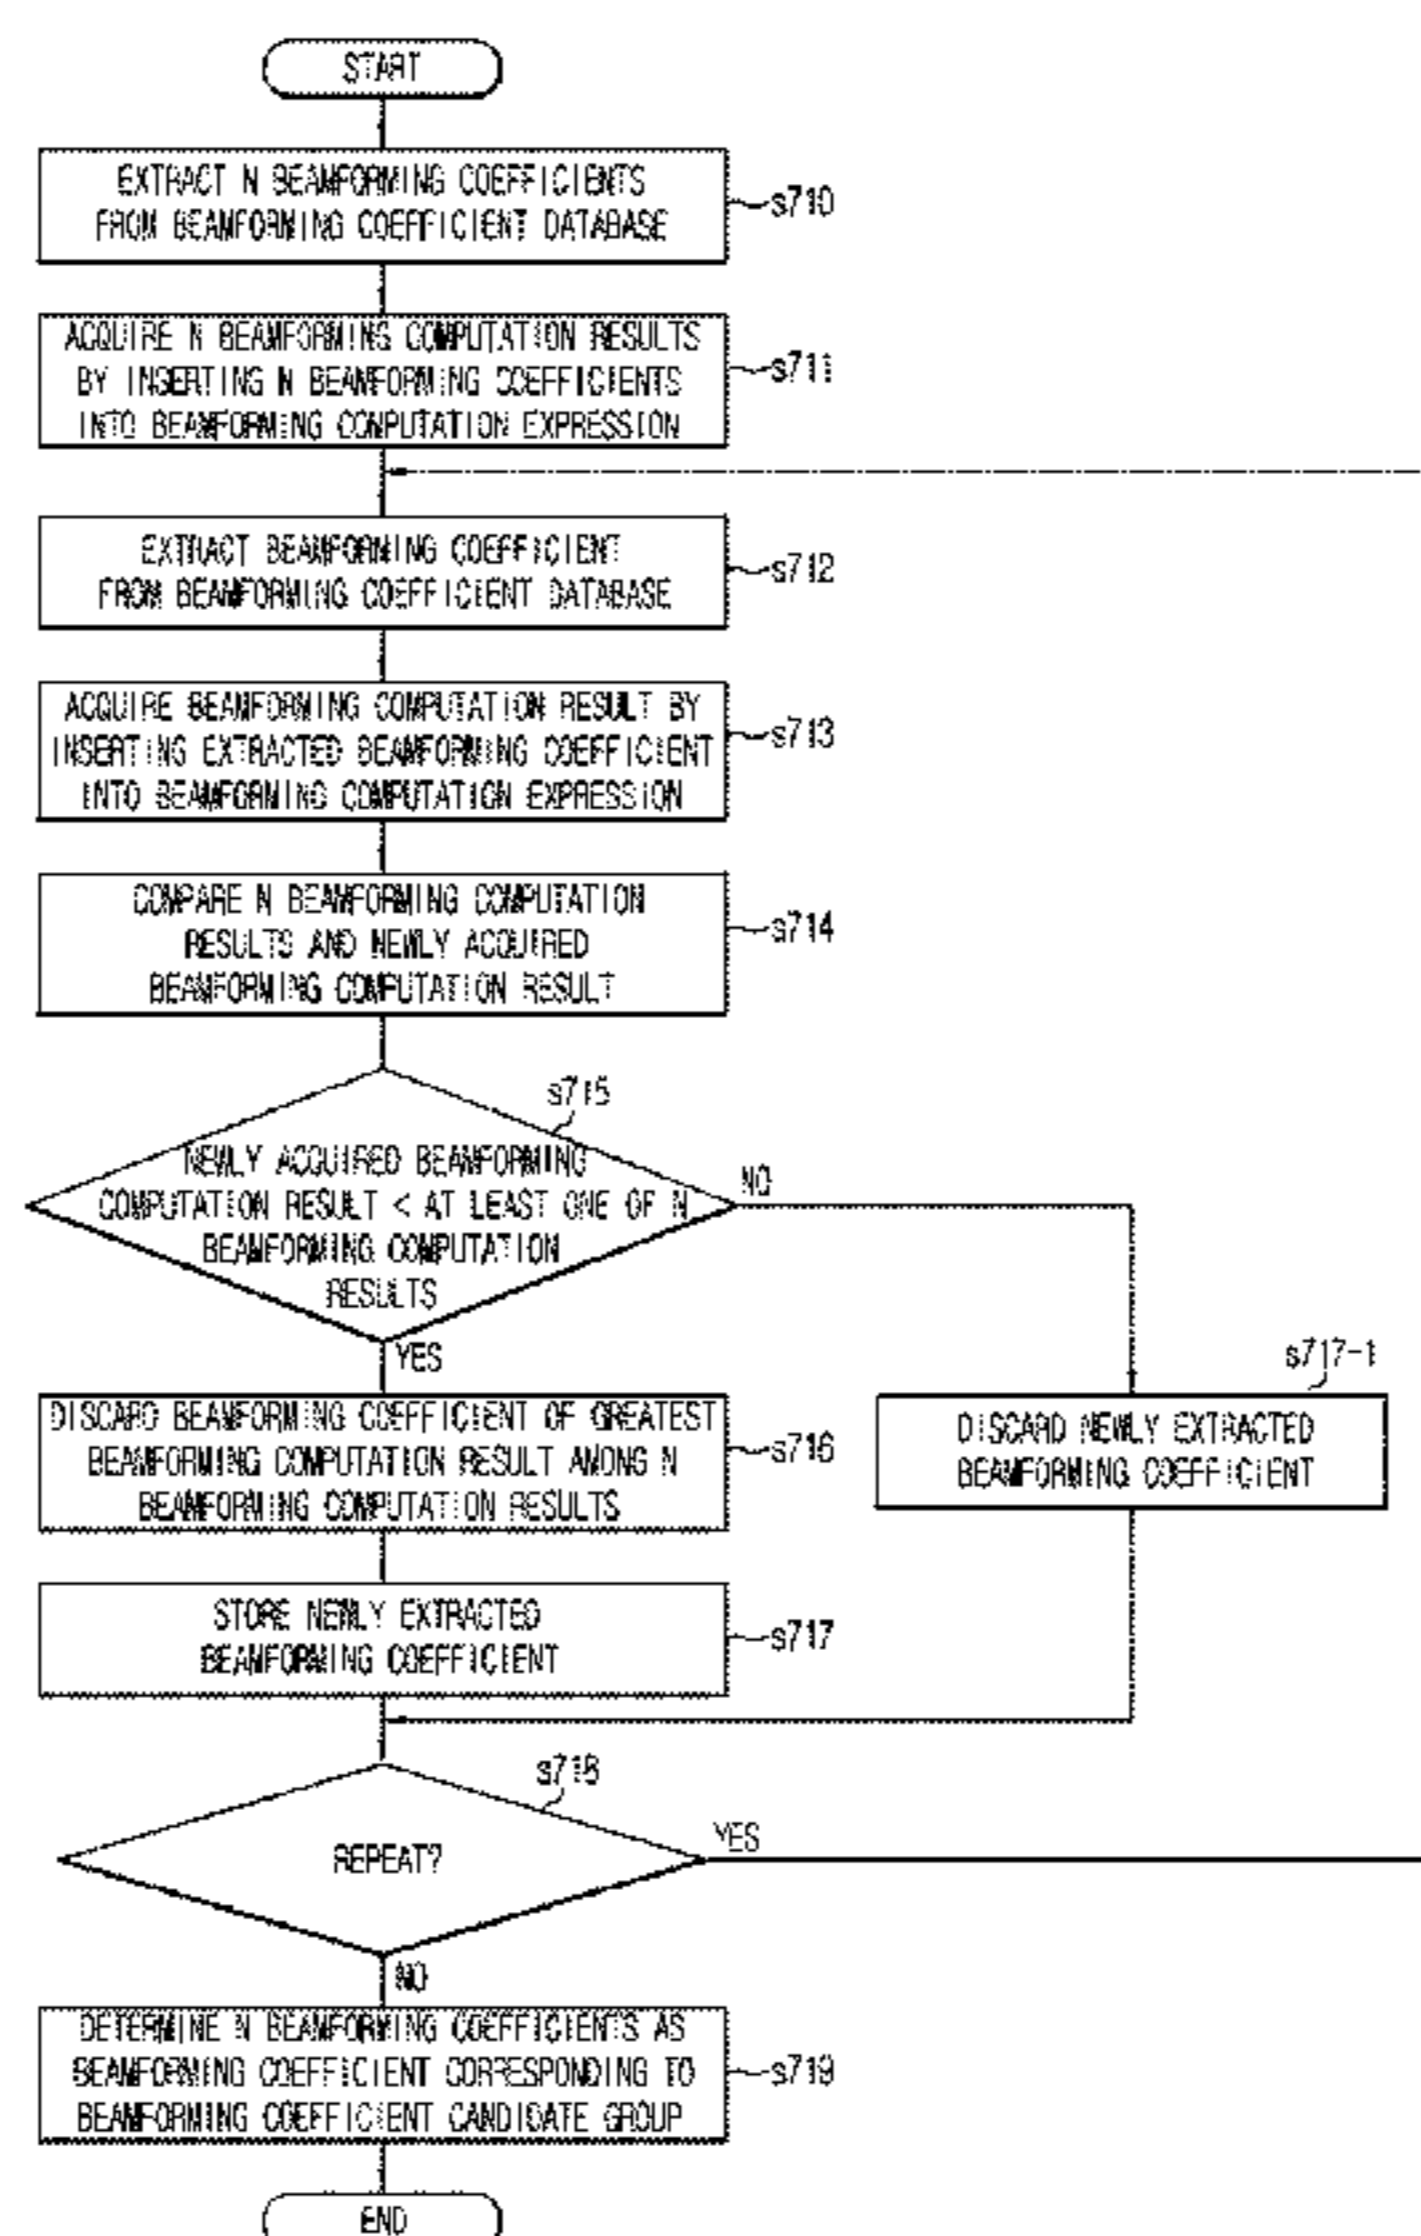 START
EXTRACT N BEAMFORMING COEFFICIENTS
FROM BEAMFORMING COEFFICIENT DATABASE
s710
ACQUIRE N BEAMFORMING COMPUTATION RESULTS
BY INSERTING N BEAMFORMING COEFFICIENTS
INTO BEAMFORMING COMPUTATION EXPRESSION
s711
EXTRACT BEAMFORMING COEFFICIENT
FROM BEAMFORMING COEFFICIENT DATABASE
s712
ACQUIRE BEAMFORMING COMPUTATION RESULT BY
INSERTING EXTRACTED BEAMFORMING COEFFICIENT
INTO BEAMFORMING COMPUTATION EXPRESSION
s713
COMPARE N BEAMFORMING COMPUTATION
RESULTS AND NEWLY ACQUIRED
BEAMFORMING COMPUTATION RESULT
s714
s715
NEWLY ACQUIRED BEAMFORMING
COMPUTATION RESULT < AT LEAST ONE OF N
BEAMFORMING COMPUTATION
RESULTS
NO
YES
DISCARD BEAMFORMING COEFFICIENT OF GREATEST
BEAMFORMING COMPUTATION RESULT AMONG N
BEAMFORMING COMPUTATION RESULTS
s716
s717-1
DISCARD NEWLY EXTRACTED
BEAMFORMING COEFFICIENT
STORE NEWLY EXTRACTED
BEAMFORMING COEFFICIENT
s717
s718
REPEAT?
YES
NO
DETERMINE N BEAMFORMING COEFFICIENTS AS
BEAMFORMING COEFFICIENT CORRESPONDING TO
BEAMFORMING COEFFICIENT CANDIDATE GROUP
s719
END